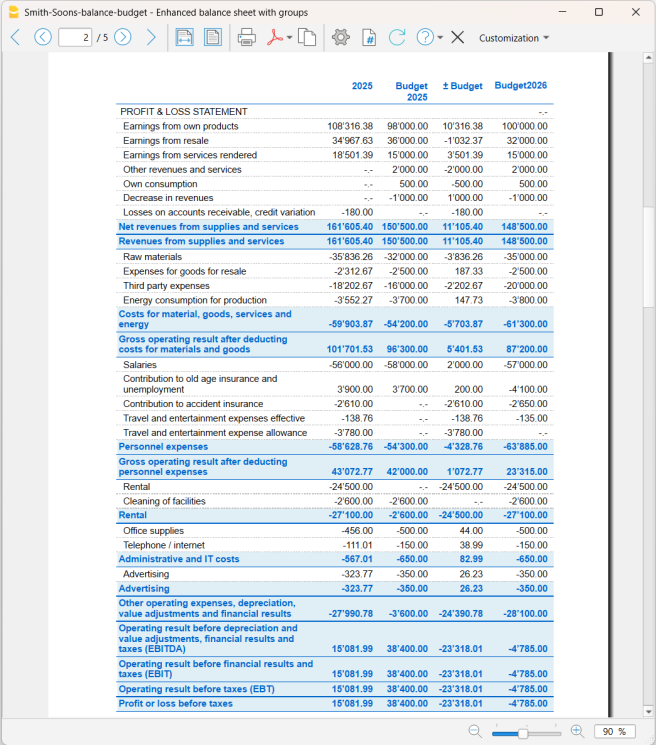 Smith-Soons-balance-budget - Enhanced balance sheet with groups
2 / 5 Customization
2025 Budget 2025 ± Budget Budget2026
PROFIT & LOSS STATEMENT -.-
Earnings from own products 108'316.38 98'000.00 10'316.38 100'000.00
Earnings from resale 34'967.63 36'000.00 -1'032.37 32'000.00
Earnings from services rendered 18'501.39 15'000.00 3'501.39 15'000.00
Other revenues and services -.- 2'000.00 -2'000.00 2'000.00
Own consumption -.- 500.00 -500.00 500.00
Decrease in revenues -.- -1'000.00 1'000.00 -1'000.00
Losses on accounts receivable, credit variation -180.00 -.- -180.00 -.-
Net revenues from supplies and services 161'605.40 150'500.00 11'105.40 148'500.00
Revenues from supplies and services 161'605.40 150'500.00 11'105.40 148'500.00
Raw materials -35'836.26 -32'000.00 -3'836.26 -35'000.00
Expenses for goods for resale -2'312.67 -2'500.00 187.33 -2'500.00
Third party expenses -18'202.67 -16'000.00 -2'202.67 -20'000.00
Energy consumption for production -3'552.27 -3'700.00 147.73 -3'800.00
Costs for material, goods, services and
energy -59'903.87 -54'200.00 -5'703.87 -61'300.00
Gross operating result after deducting
costs for materials and goods 101'701.53 96'300.00 5'401.53 87'200.00
Salaries -56'000.00 -58'000.00 2'000.00 -57'000.00
Contribution to old age insurance and
unemployment 3'900.00 3'700.00 200.00 -4'100.00
Contribution to accident insurance -2'610.00 -.- -2'610.00 -2'650.00
Travel and entertainment expenses effective -138.76 -.- -138.76 -135.00
Travel and entertainment expense allowance -3'780.00 -.- -3'780.00 -.-
Personnel expenses -58'628.76 -54'300.00 -4'328.76 -63'885.00
Gross operating result after deducting
personnel expenses 43'072.77 42'000.00 1'072.77 23'315.00
Rental -24'500.00 -.- -24'500.00 -24'500.00
Cleaning of facilities -2'600.00 -2'600.00 -.- -2'600.00
Rental -27'100.00 -2'600.00 -24'500.00 -27'100.00
Office supplies -456.00 -500.00 44.00 -500.00
Telephone / internet -111.01 -150.00 38.99 -150.00
Administrative and IT costs -567.01 -650.00 82.99 -650.00
Advertising -323.77 -350.00 26.23 -350.00
Advertising -323.77 -350.00 26.23 -350.00
Other operating expenses, depreciation,
value adjustments and financial results -27'990.78 -3'600.00 -24'390.78 -28'100.00
Operating result before depreciation and
value adjustments, financial results and
taxes (EBITDA) 15'081.99 38'400.00 -23'318.01 -4'785.00
Operating result before financial results and
taxes (EBIT) 15'081.99 38'400.00 -23'318.01 -4'785.00
Operating result before taxes (EBT) 15'081.99 38'400.00 -23'318.01 -4'785.00
Profit or loss before taxes 15'081.99 38'400.00 -23'318.01 -4'785.00
90 %